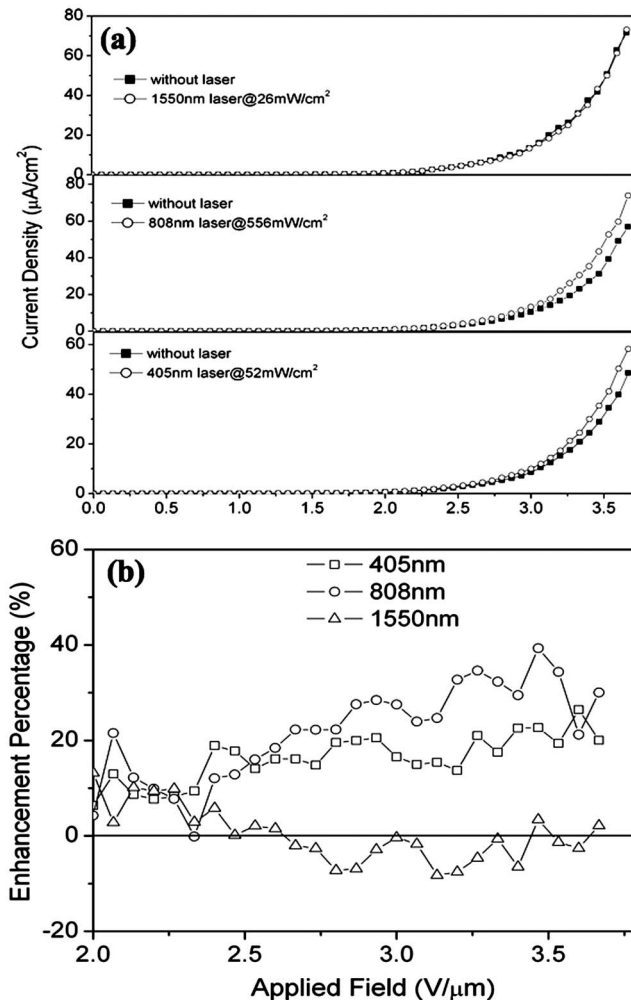 (a)
80
60
40
20
0
without laser
1550nm laser@26mW/cm²
80
60
40
20
0
without laser
808nm laser@556mW/cm²
60
40
20
0
without laser
405nm laser@52mW/cm²
Current Density (µA/cm²)
0.0 0.5 1.0 1.5 2.0 2.5 3.0 3.5
(b)
60
40
20
0
-20
405nm
808nm
1550nm
Enhancement Percentage (%)
2.0 2.5 3.0 3.5
Applied Field (V/µm)